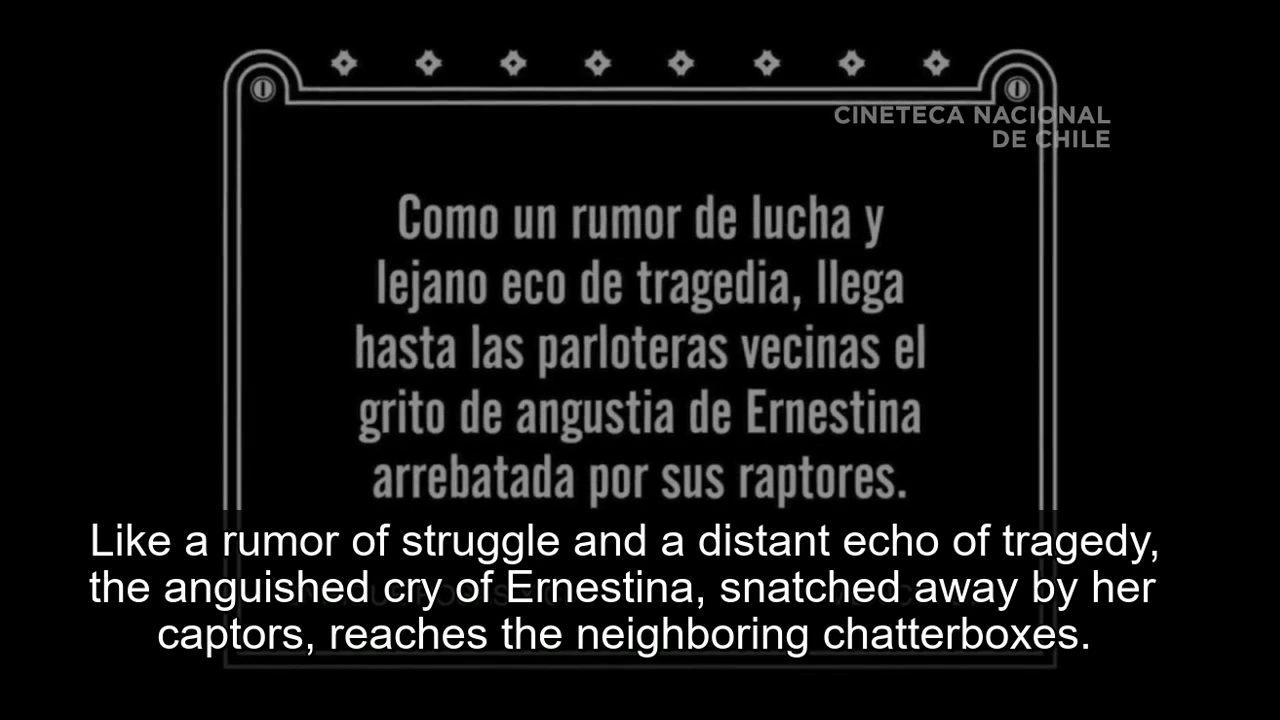 CINETECA NACIONAL
DE CHILE
Como un rumor de lucha y
lejano eco de tragedia, llega
hasta las parloteras vecinas el
grito de angustia de Ernestina
arrebatada por sus raptores.
Like a rumor of struggle and a distant echo of tragedy,
the anguished cry of Ernestina, snatched away by her
captors, reaches the neighboring chatterboxes.